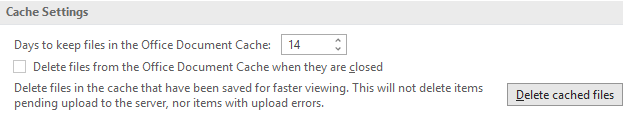 Cache Settings
Days to keep files in the Office Document Cache: 14
Delete files from the Office Document Cache when they are closed
Delete files in the cache that have been saved for faster viewing. This will not delete items
pending upload to the server, nor items with upload errors.
Delete cached files